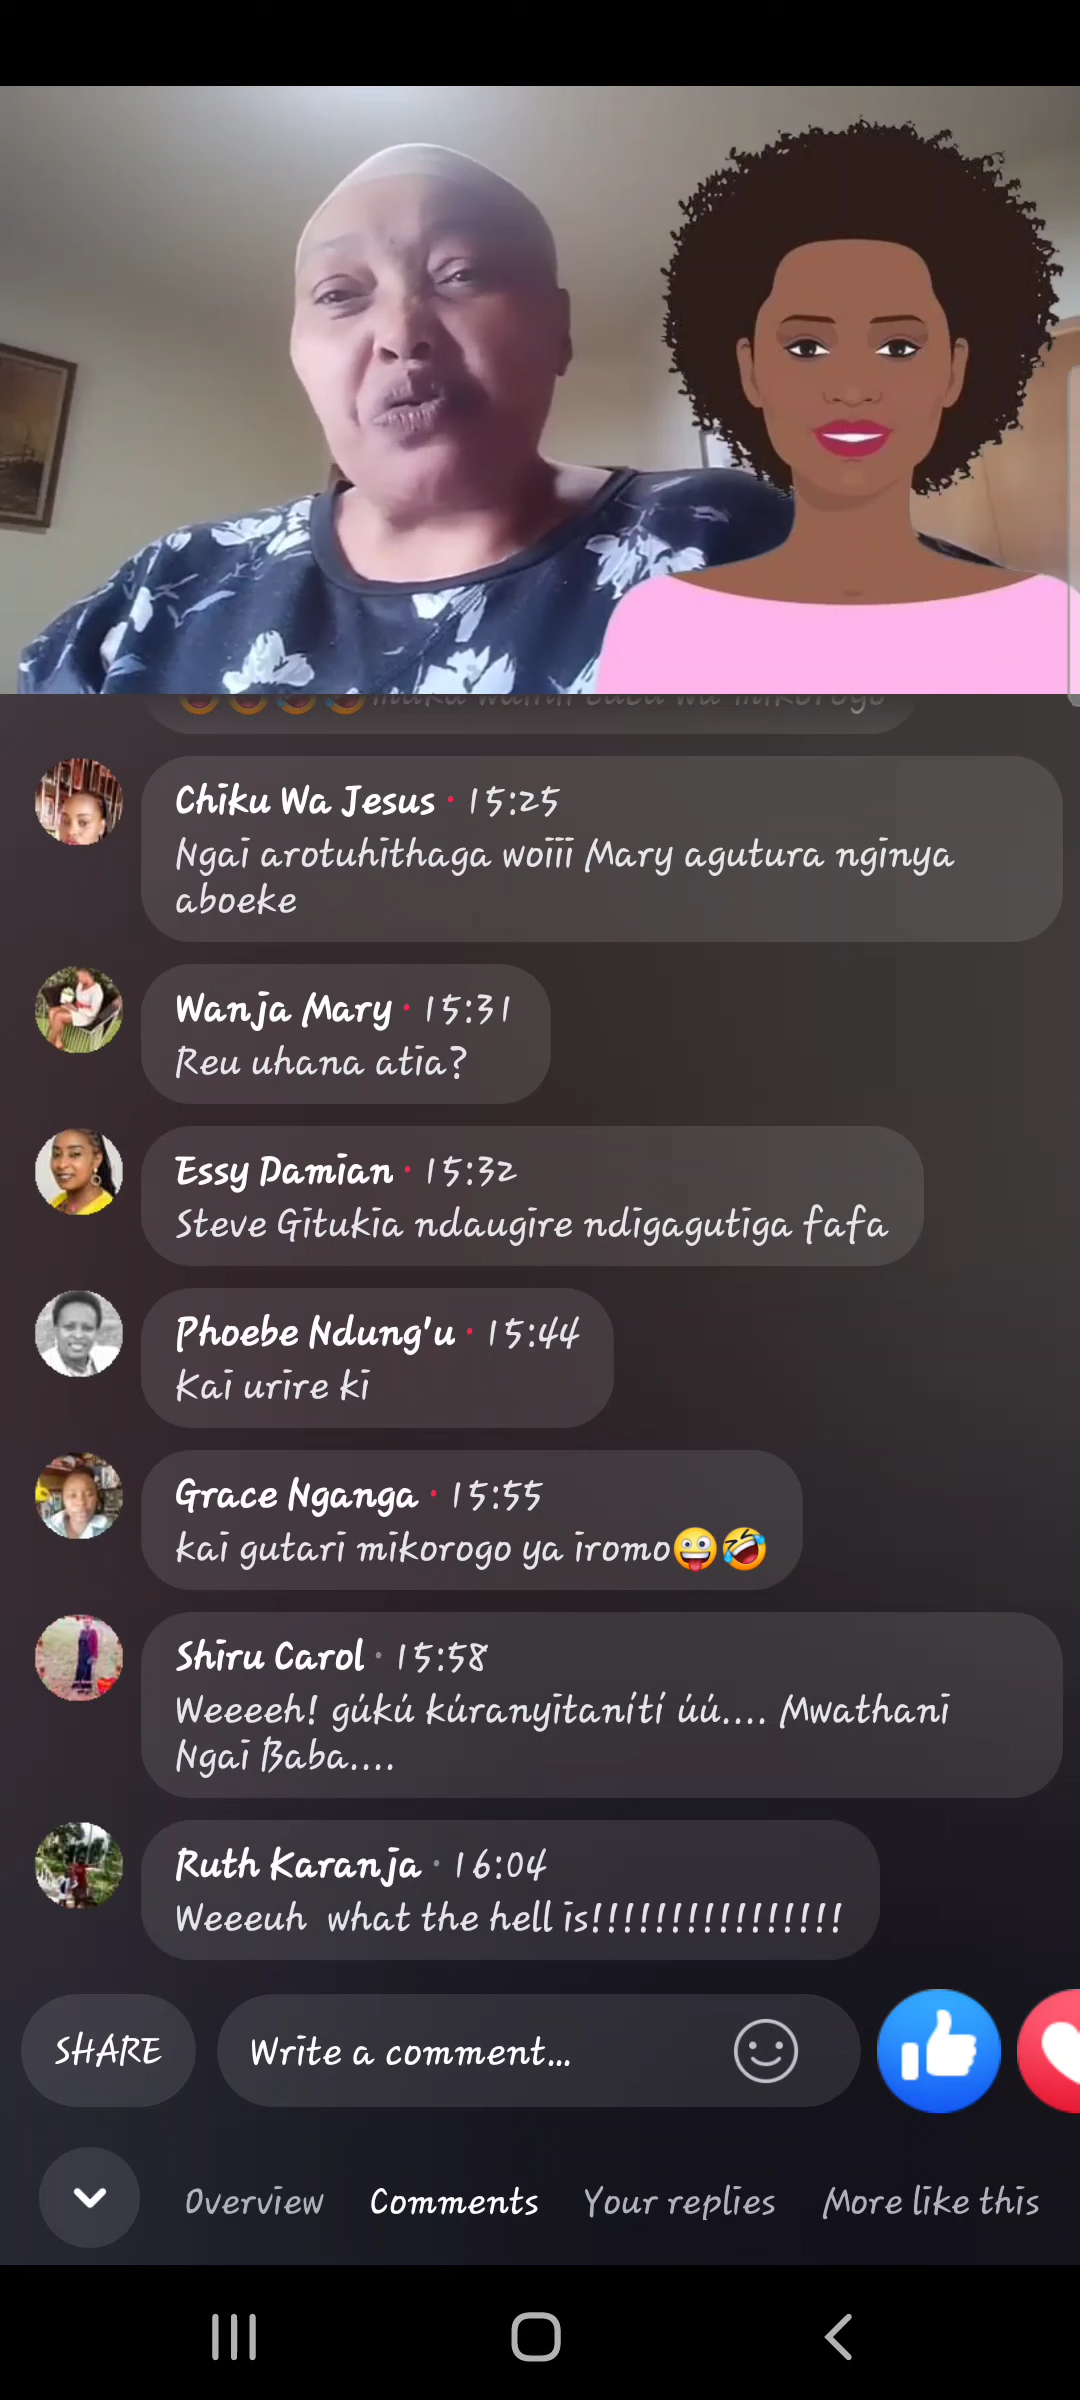 Chiku Wa Jesus · 15:25
Ngai arotuhithaga woiii Mary agutura nginya
aboeke
Wanja Mary · 15:31
Reu uhana atia?
Essy Damian · 15:32
Steve Gitukia ndaugire ndigagutiga fafa
Phoebe Ndung'u · 15:44
Kai urire ki
Grace Nganga · 15:55
kai gutari mikorogo ya iromo🤪🤣
Shiru Carol · 15:58
Weeeeh! gúkú kúranyitanítí úú.... Mwathani
Ngai Baba....
Ruth Karanja · 16:04
Weeeuh what the hell is!!!!!!!!!!!!!!!!
SHARE
Write a comment...
Overview Comments Your replies More like this